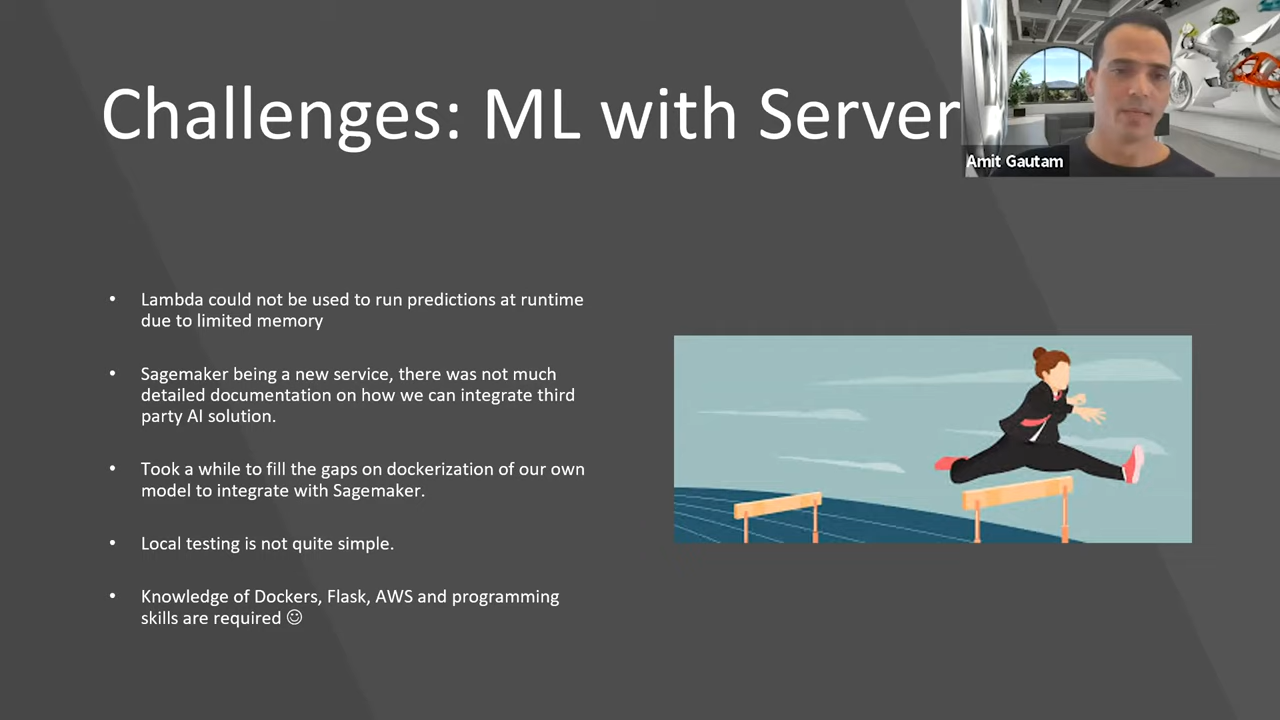 Challenges: ML with Server
Amit Gautam
• Lambda could not be used to run predictions at runtime
due to limited memory
• Sagemaker being a new service, there was not much
detailed documentation on how we can integrate third
party AI solution.
• Took a while to fill the gaps on dockerization of our own
model to integrate with Sagemaker.
• Local testing is not quite simple.
• Knowledge of Dockers, Flask, AWS and programming
skills are required ☺